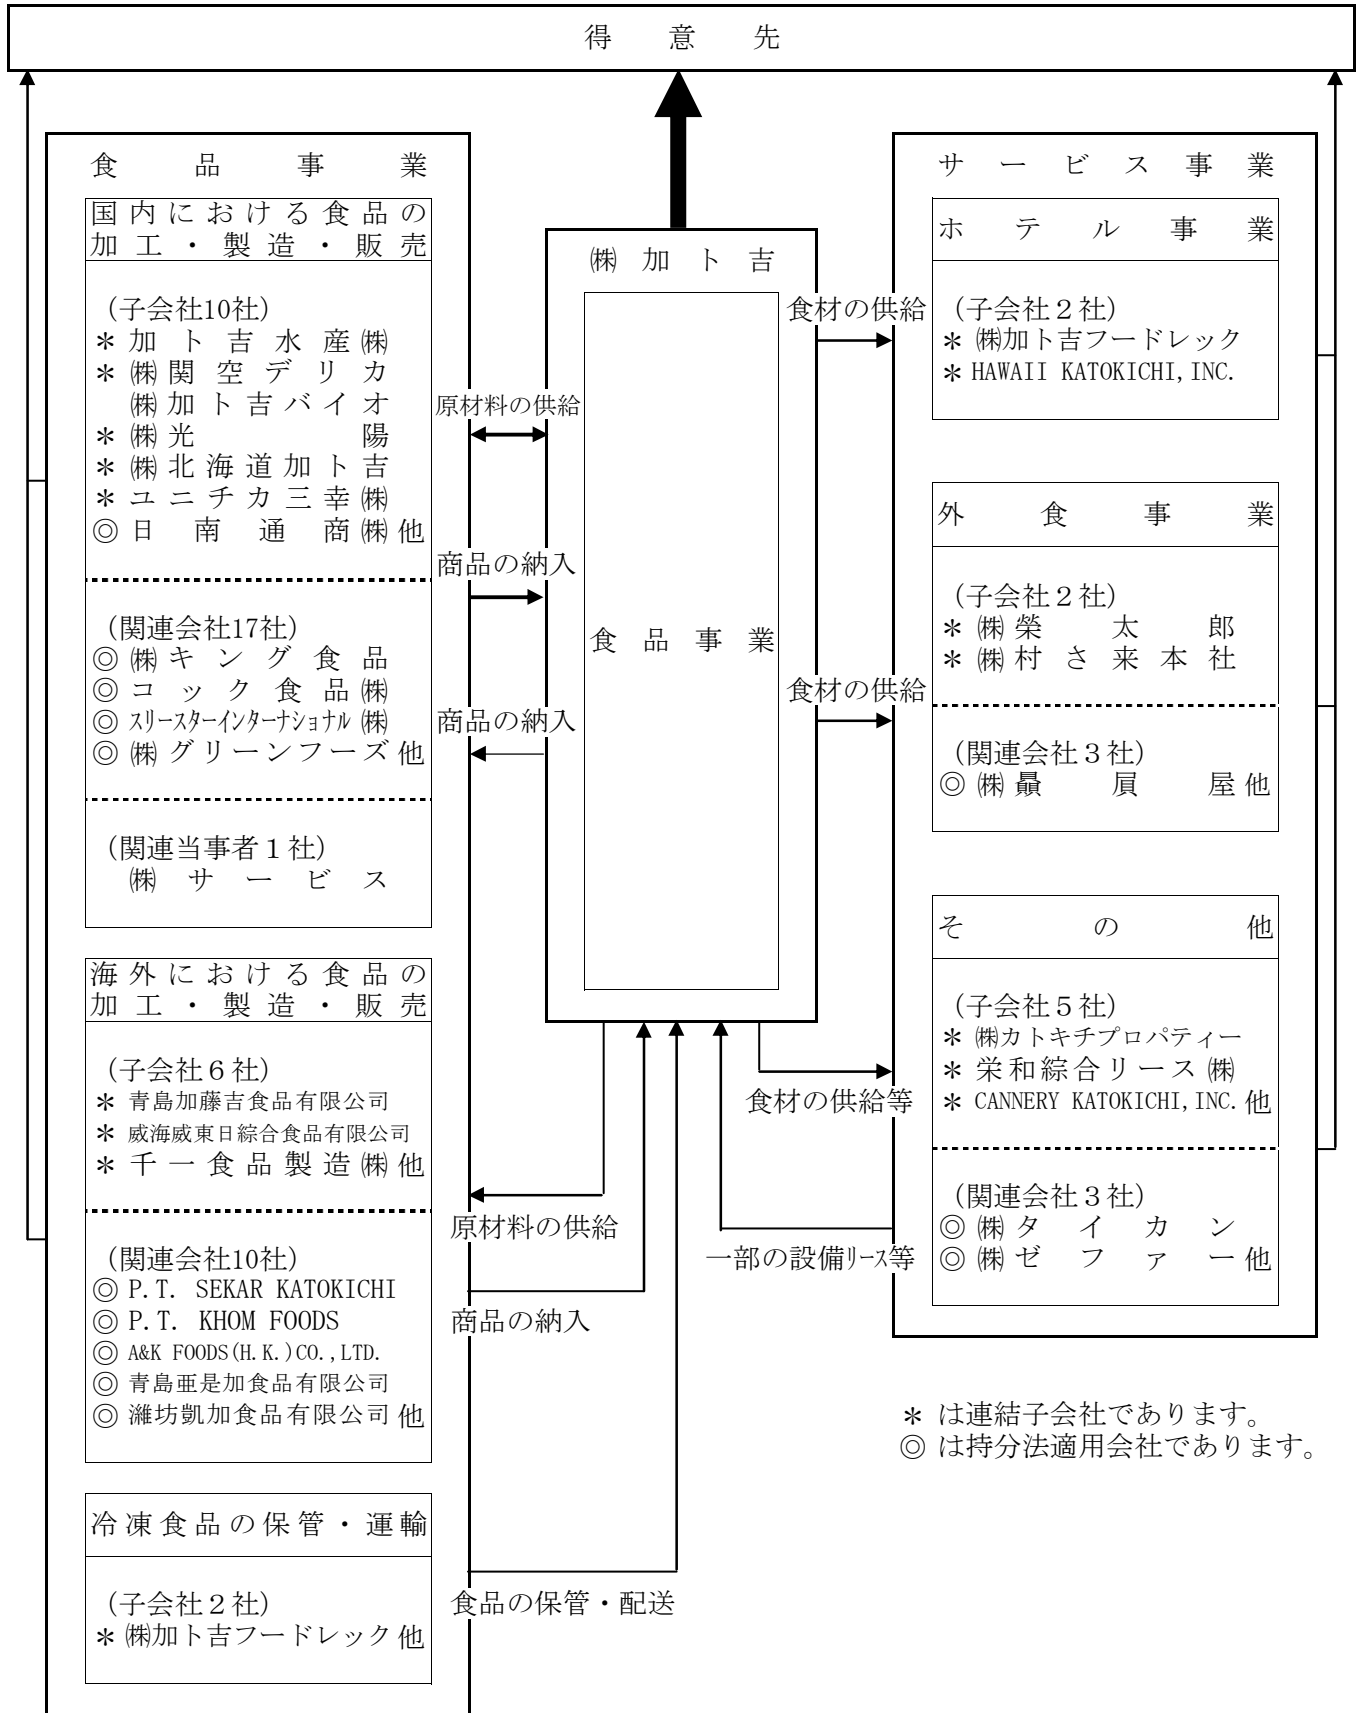 得意先
食品事業
国内における食品の
加工・製造・販売
（子会社10社）
＊加ト吉水産㈱
＊㈱関空デリカ
㈱加ト吉バイオ
＊㈱光陽
＊㈱北海道加ト吉
＊ユニチカ三幸㈱
◎日南通商㈱他
（関連会社17社）
◎㈱キング食品
◎コック食品㈱
◎ｽﾘｰｽﾀｰｲﾝﾀｰﾅｼｮﾅﾙ㈱
◎㈱グリーンフーズ他
（関連当事者１社）
㈱サービス
海外における食品の
加工・製造・販売
（子会社６社）
＊青島加藤吉食品有限公司
＊威海威東日綜合食品有限公司
＊千一食品製造㈱他
（関連会社10社）
◎P.T. SEKAR KATOKICHI
◎P.T. KHOM FOODS
◎A&K FOODS(H.K.)CO.,LTD.
◎青島亜是加食品有限公司
◎濰坊凱加食品有限公司他
冷凍食品の保管・運輸
（子会社２社）
＊㈱加ト吉フードレック他
原材料の供給
商品の納入
商品の納入
原材料の供給
商品の納入
食品の保管・配送
㈱加ト吉
食品事業
食材の供給
食材の供給
食材の供給等
一部の設備ﾘｰｽ等
サービス事業
ホテル事業
（子会社２社）
＊㈱加ト吉フードレック
＊HAWAII KATOKICHI,INC.
外食事業
（子会社２社）
＊㈱榮太郎
＊㈱村さ来本社
（関連会社３社）
◎㈱贔屓屋他
その他
（子会社５社）
＊㈱カトキチプロパティー
＊栄和綜合リース㈱
＊CANNERY KATOKICHI,INC.他
（関連会社３社）
◎㈱タイカン
◎㈱ゼファー他
＊は連結子会社であります。
◎は持分法適用会社であります。